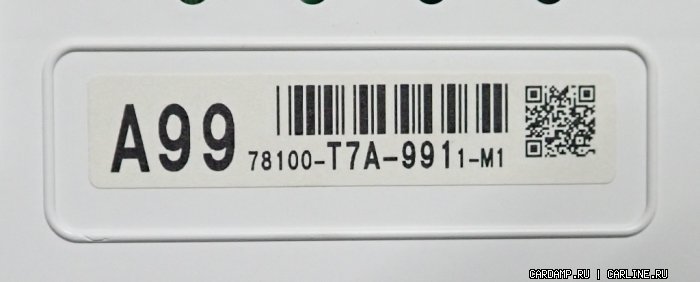 A99
78100-T7A-9911-M1
CARDAMP.RU | CARLINE.RU